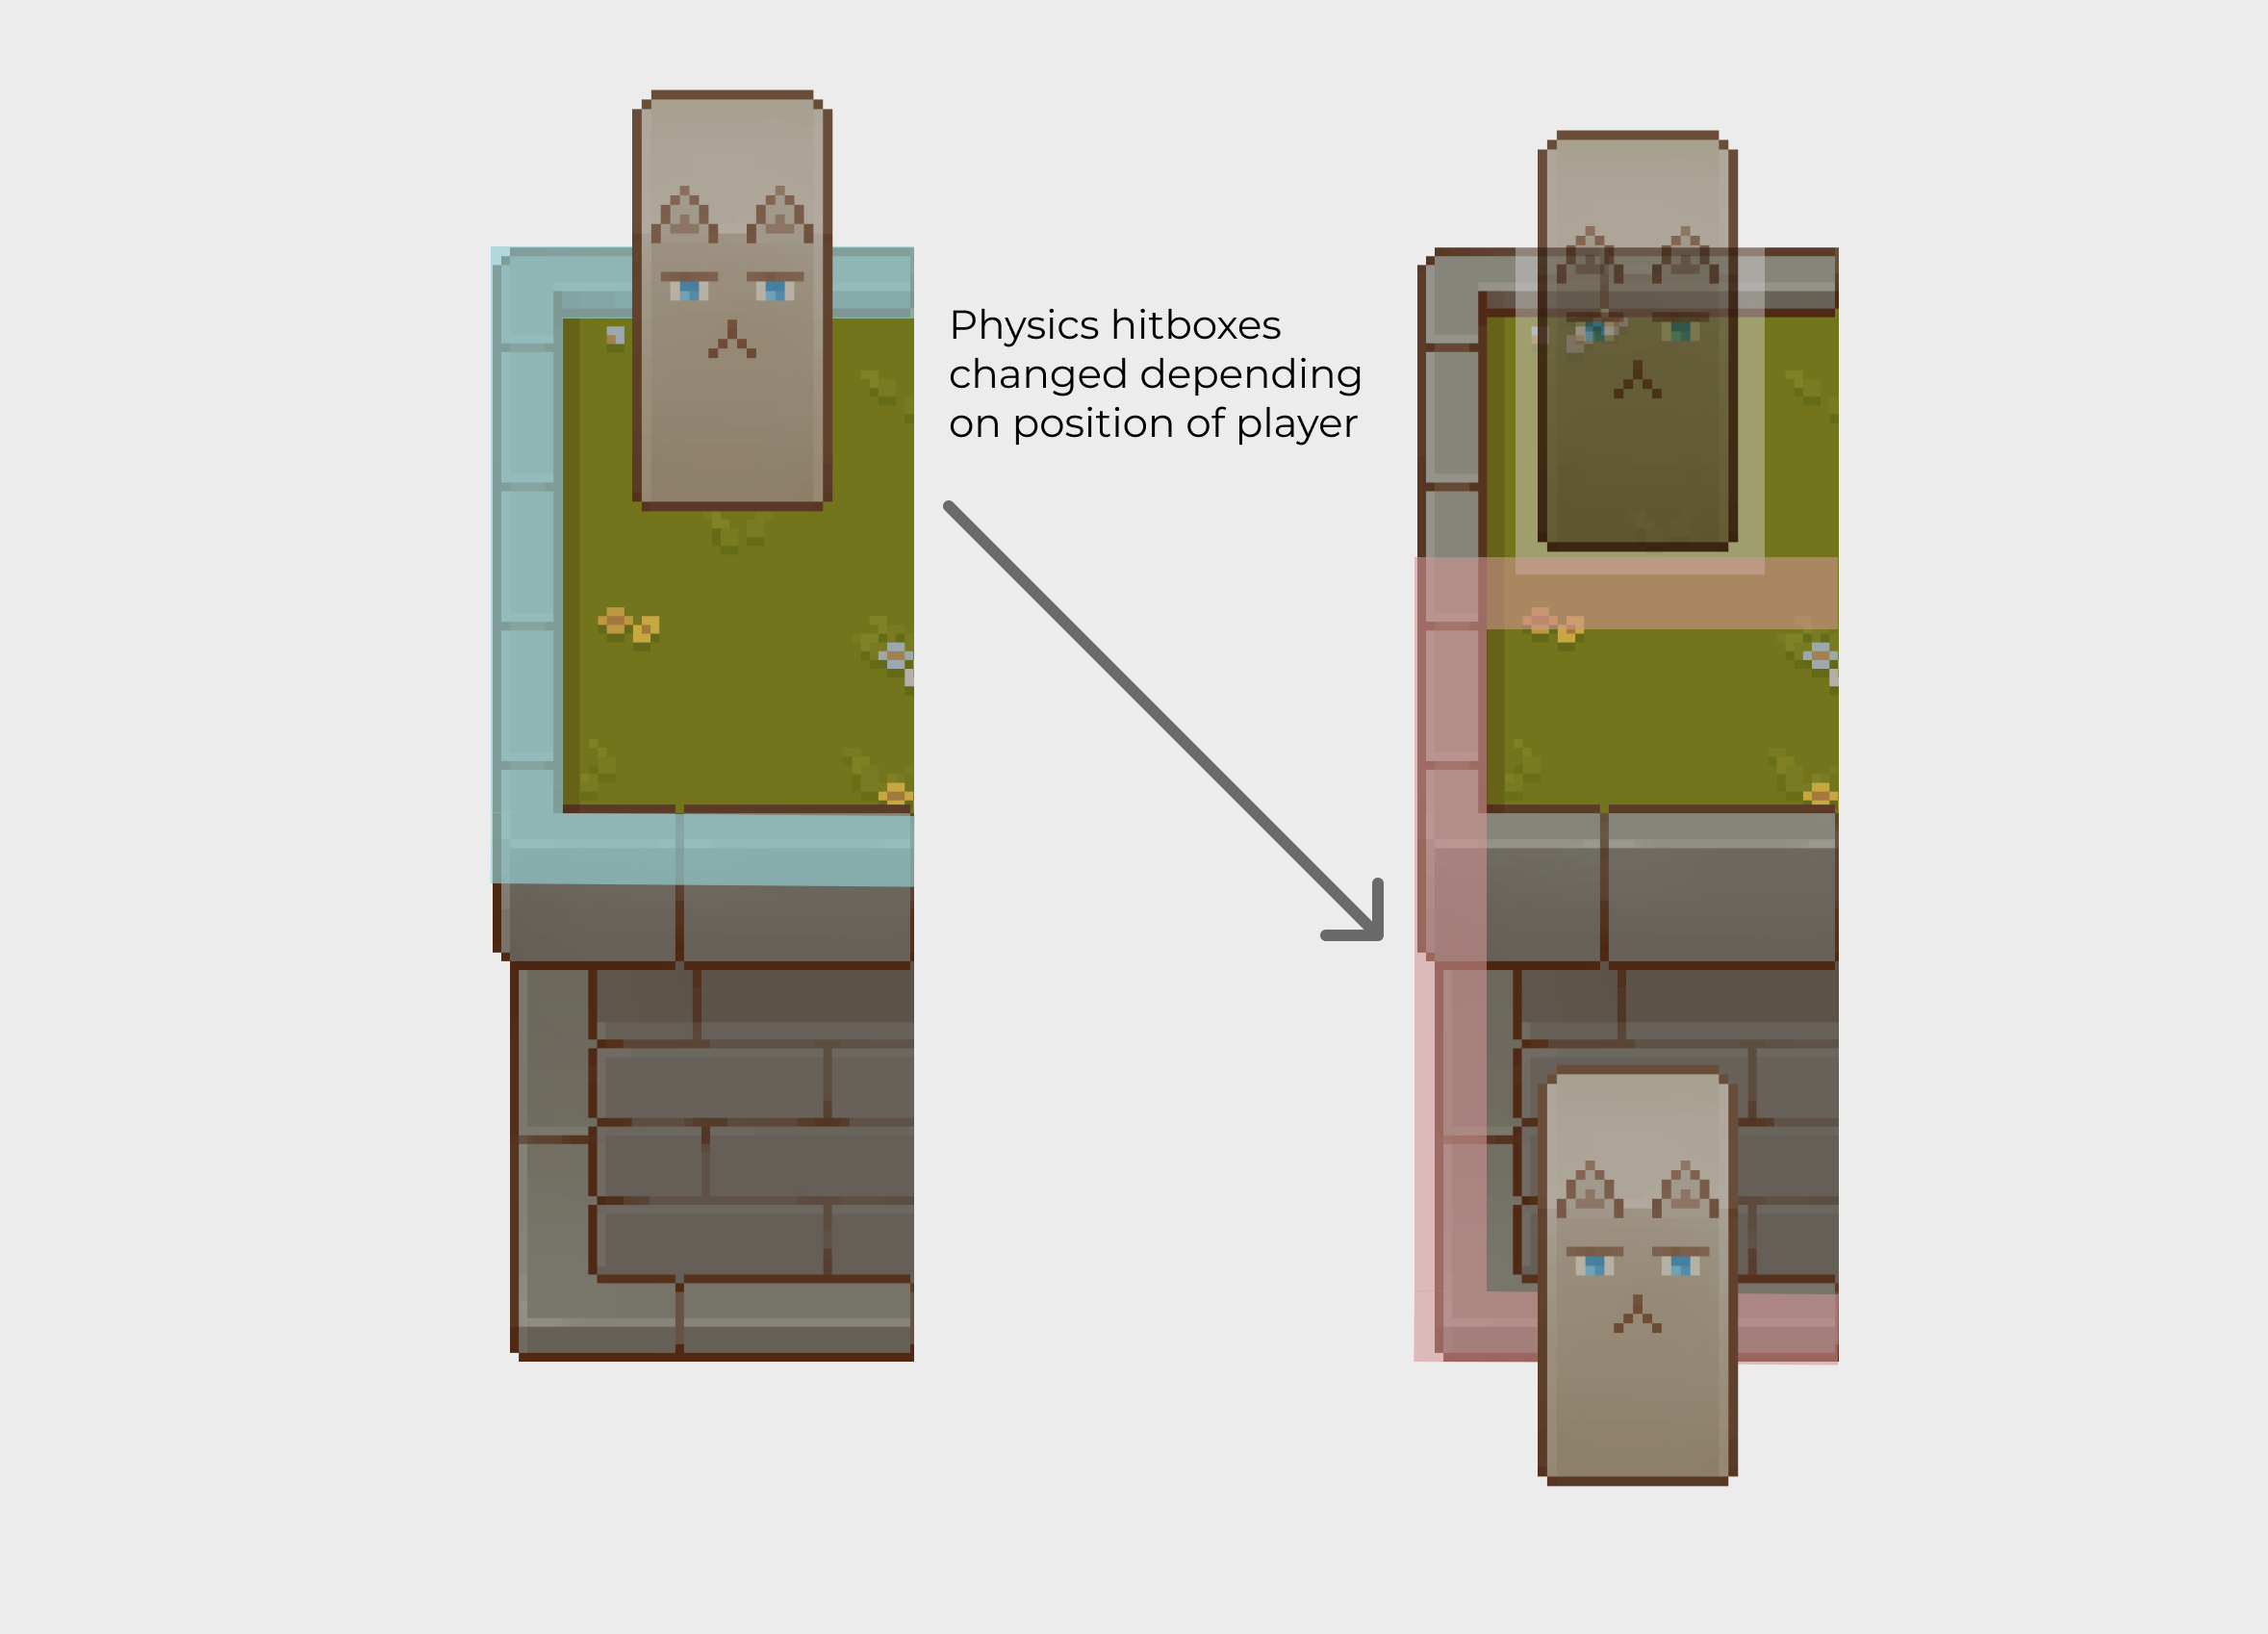 Physics hitboxes
changed depending
on position of player